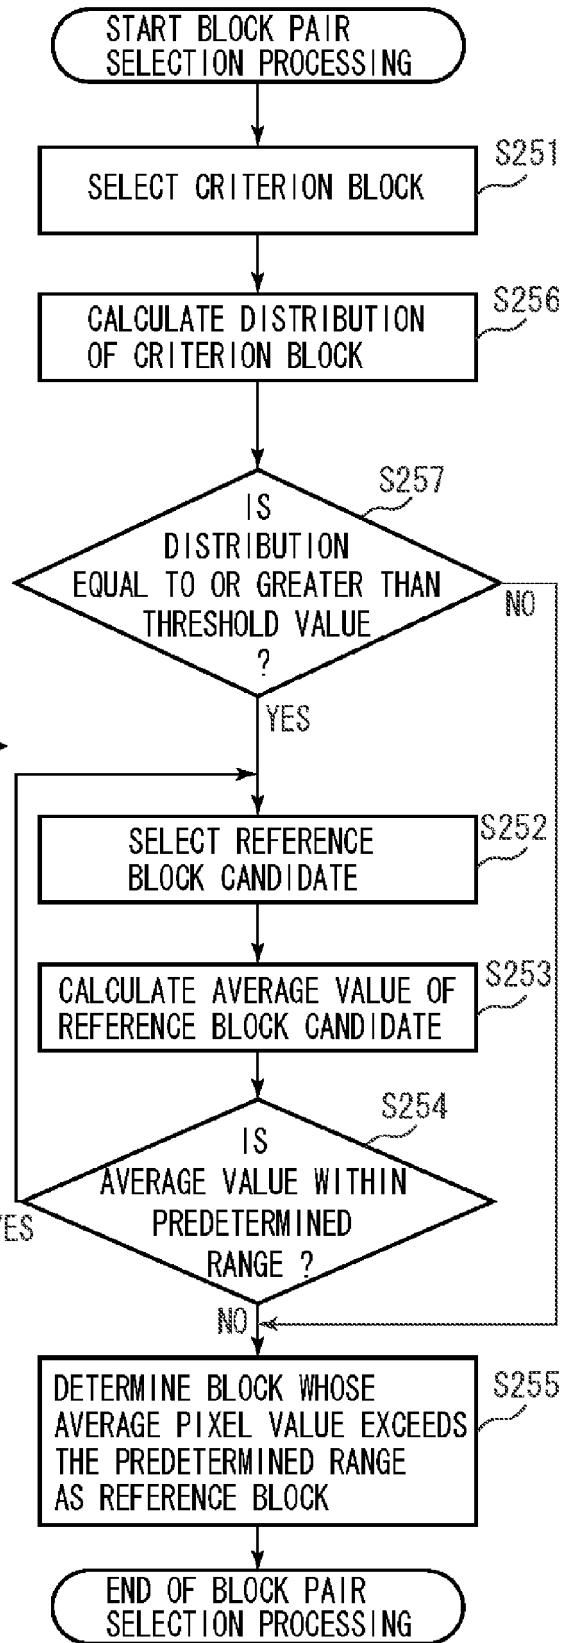 START BLOCK PAIR
SELECTION PROCESSING
S251
SELECT CRITERION BLOCK
S256
CALCULATE DISTRIBUTION
OF CRITERION BLOCK
S257
IS
DISTRIBUTION
EQUAL TO OR GREATER THAN
THRESHOLD VALUE
?
NO
YES
S252
SELECT REFERENCE
BLOCK CANDIDATE
S253
CALCULATE AVERAGE VALUE OF
REFERENCE BLOCK CANDIDATE
S254
IS
AVERAGE VALUE WITHIN
PREDETERMINED
RANGE ?
YES
NO
S255
DETERMINE BLOCK WHOSE
AVERAGE PIXEL VALUE EXCEEDS
THE PREDETERMINED RANGE
AS REFERENCE BLOCK
END OF BLOCK PAIR
SELECTION PROCESSING